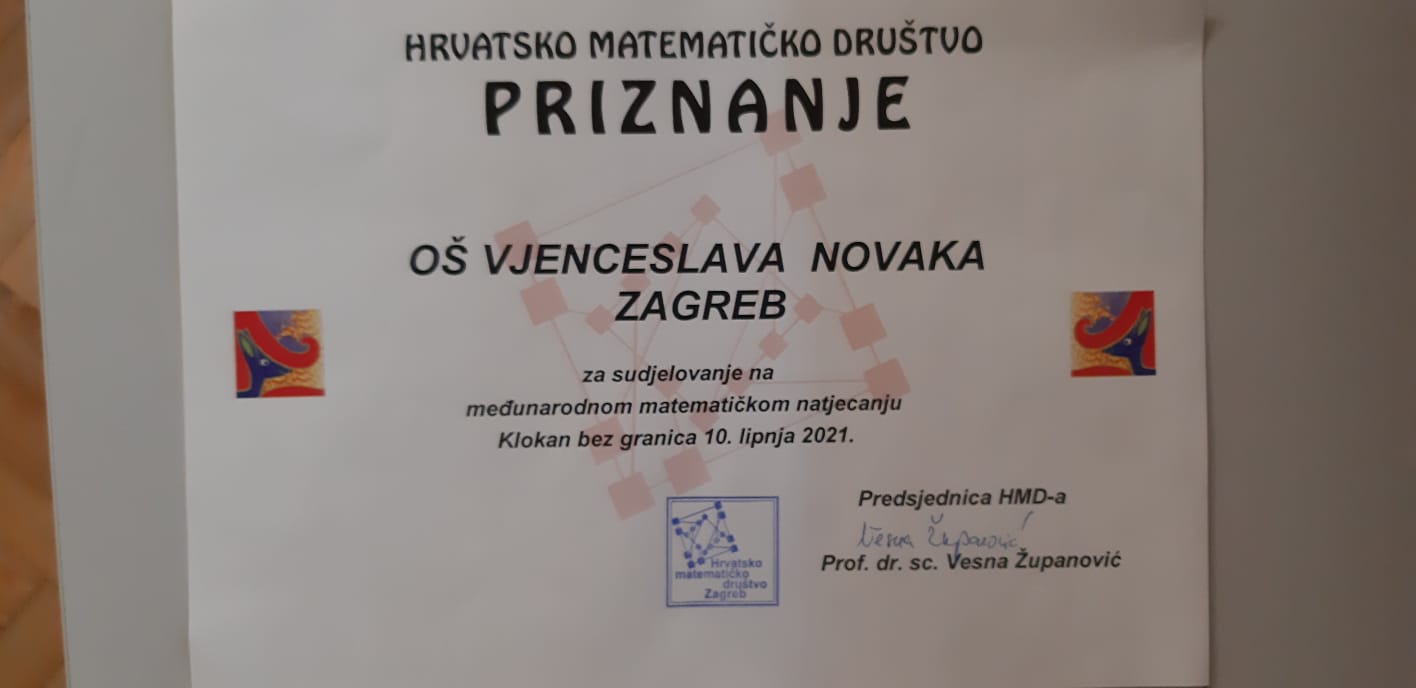 HRVATSKO MATEMATIČKO DRUŠTVO
PRIZNANJE
OŠ VJENCESLAVA NOVAKA
ZAGREB
za sudjelovanje na
međunarodnom matematičkom natjecanju
Klokan bez granica 10. lipnja 2021.
Predsjednica HMD-a
Vesna Županović
Prof. dr. sc. Vesna Županović
Hrvatsko
matematičko
društvo
Zagreb